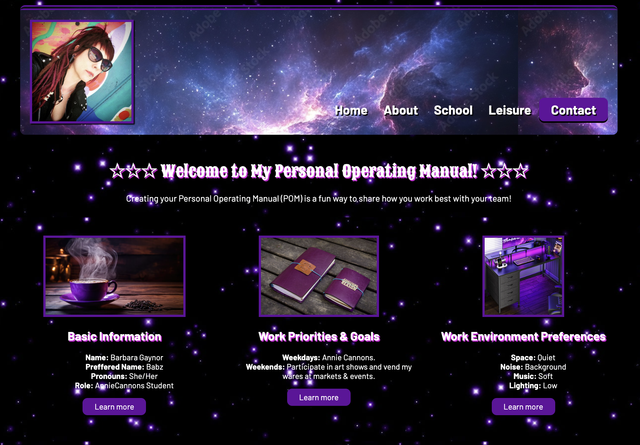 Home About School Leisure Contact
☆☆☆ Welcome to My Personal Operating Manual! ☆☆☆
Creating your Personal Operating Manual (POM) is a fun way to share how you work best with your team!
Basic Information
Name: Barbara Gaynor
Preffered Name: Babz
Pronouns: She/Her
Role: AnnieCannons Student
Learn more
Work Priorities & Goals
Weekdays: Annie Cannons.
Weekends: Participate in art shows and vend my
wares at markets & events.
Learn more
Work Environment Preferences
Space: Quiet
Noise: Background
Music: Soft
Lighting: Low
Learn more